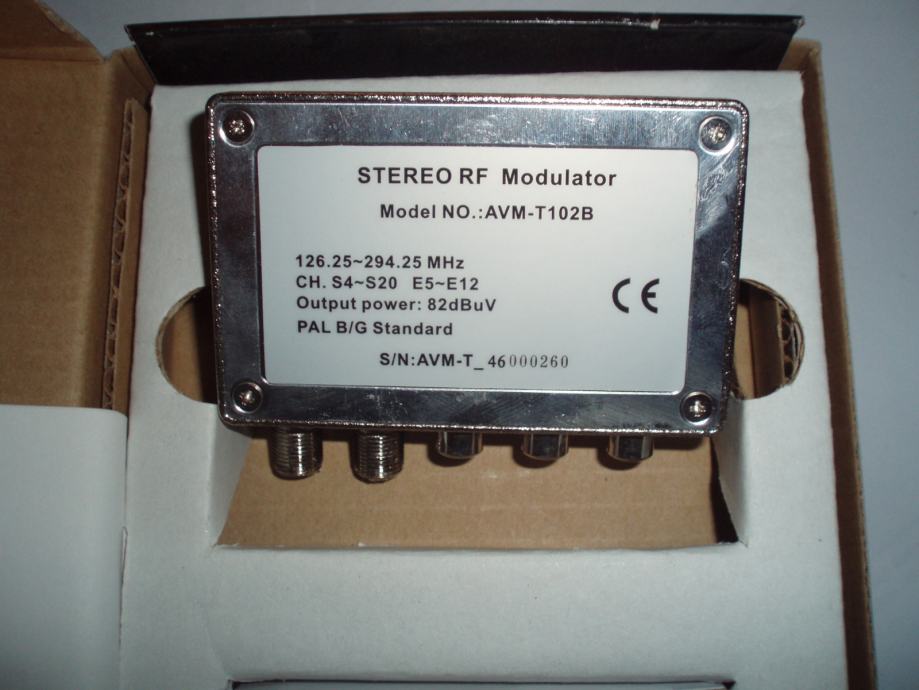 STEREO RF Modulator
Model NO.:AVM-T102B
126.25~294.25 MHz
CH. S4~S20 E5~E12
Output power: 82dBuV
CE
PAL B/G Standard
S/N:AVM-T_ 46000260